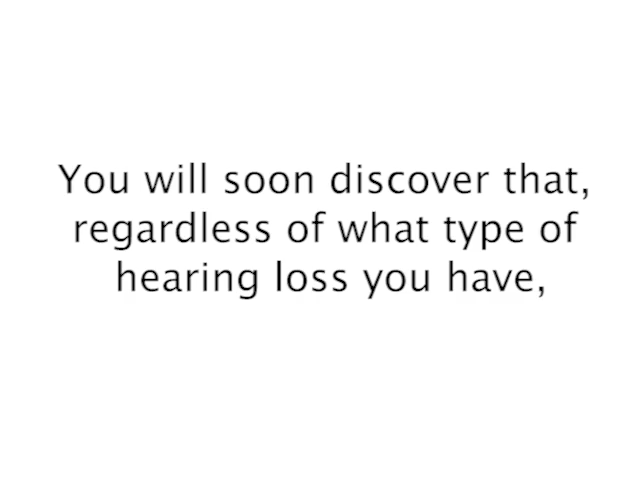 You will soon discover that,
regardless of what type of
hearing loss you have,